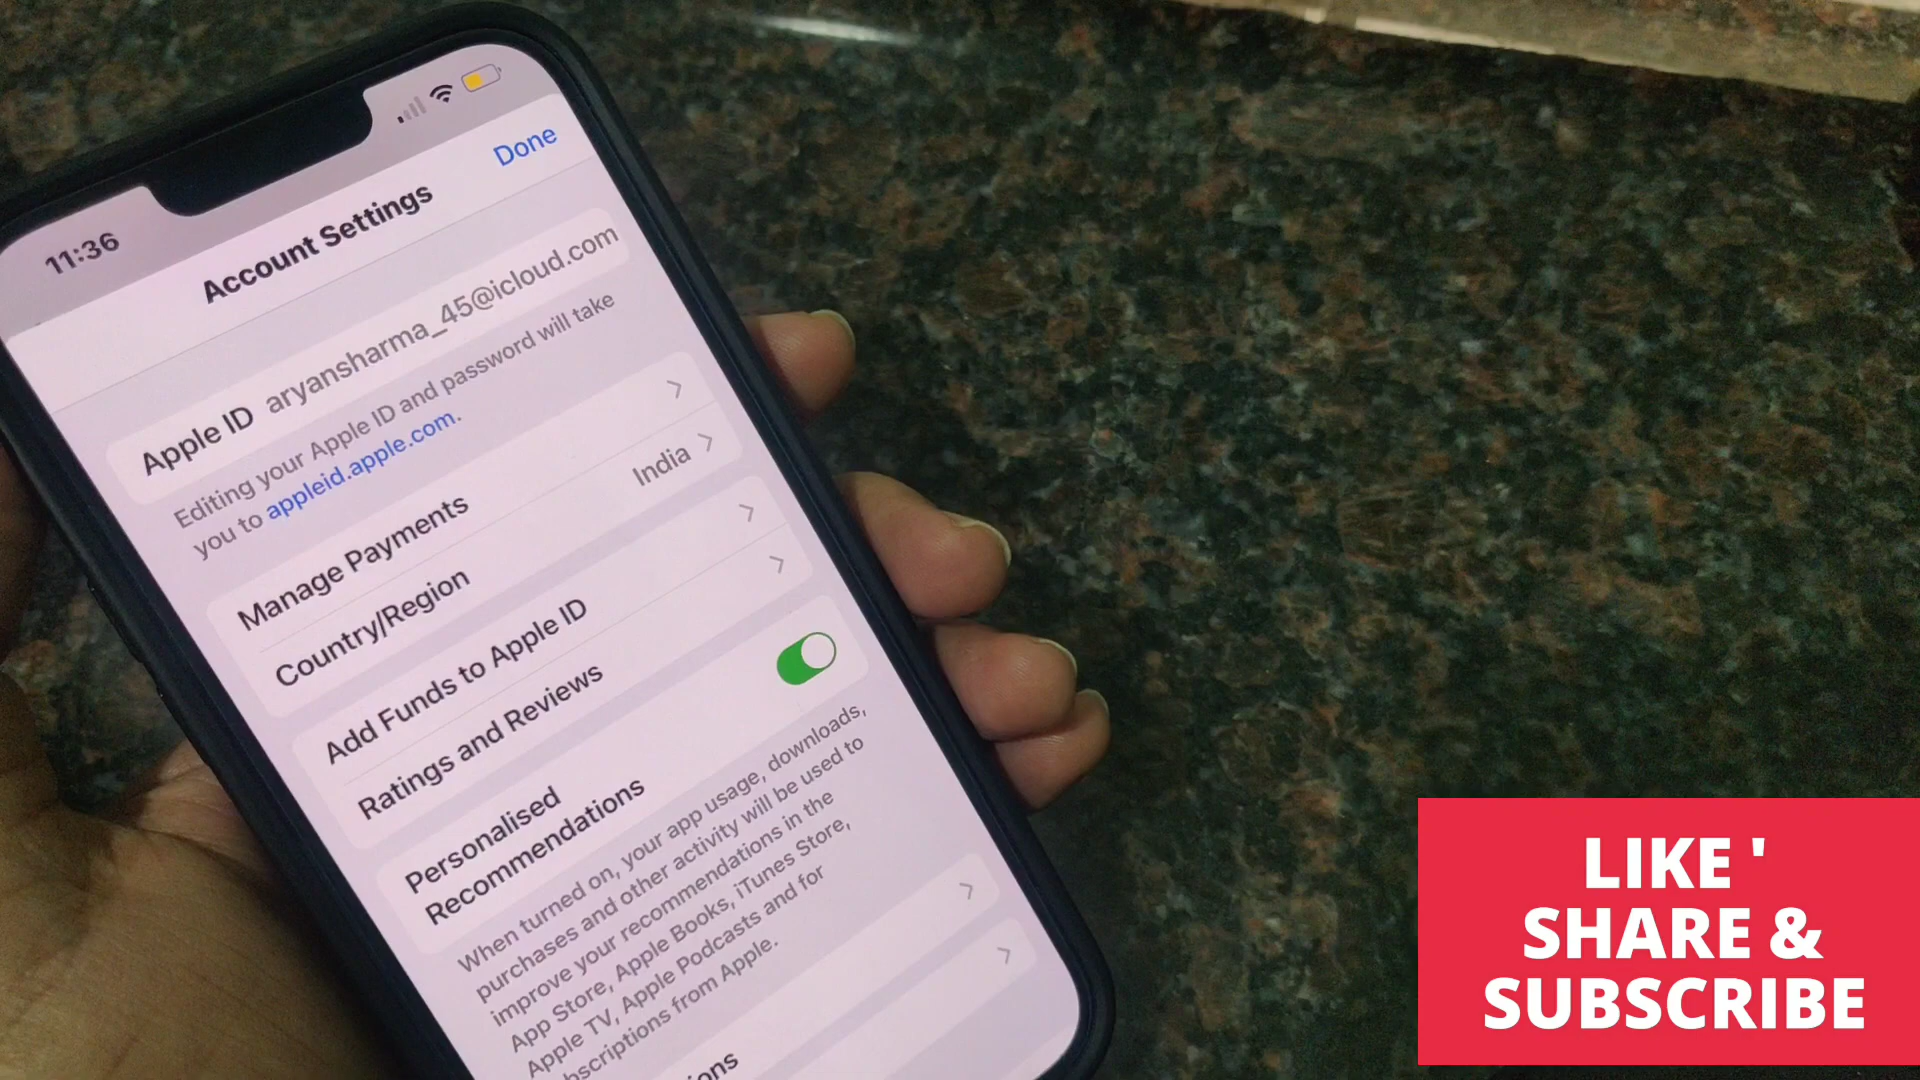 11:36
Done
Account Settings
Apple ID aryansharma_45@icloud.com
Editing your Apple ID and password will take
you to appleid.apple.com.
Manage Payments
Country/Region India
Add Funds to Apple ID
Ratings and Reviews
Personalised
Recommendations
When turned on, your app usage, downloads,
purchases and other activity will be used to
improve your recommendations in the
App Store, Apple Books, iTunes Store,
Apple TV, Apple Podcasts and for
bscriptions from Apple.
ions
LIKE '
SHARE &
SUBSCRIBE